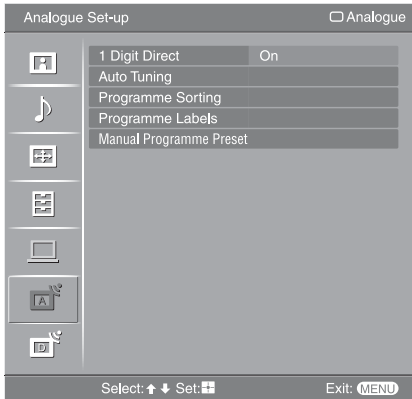 Analogue Set-up Analogue
1 Digit Direct On
Auto Tuning
Programme Sorting
Programme Labels
Manual Programme Preset
A
D
Select: Set: Exit: MENU